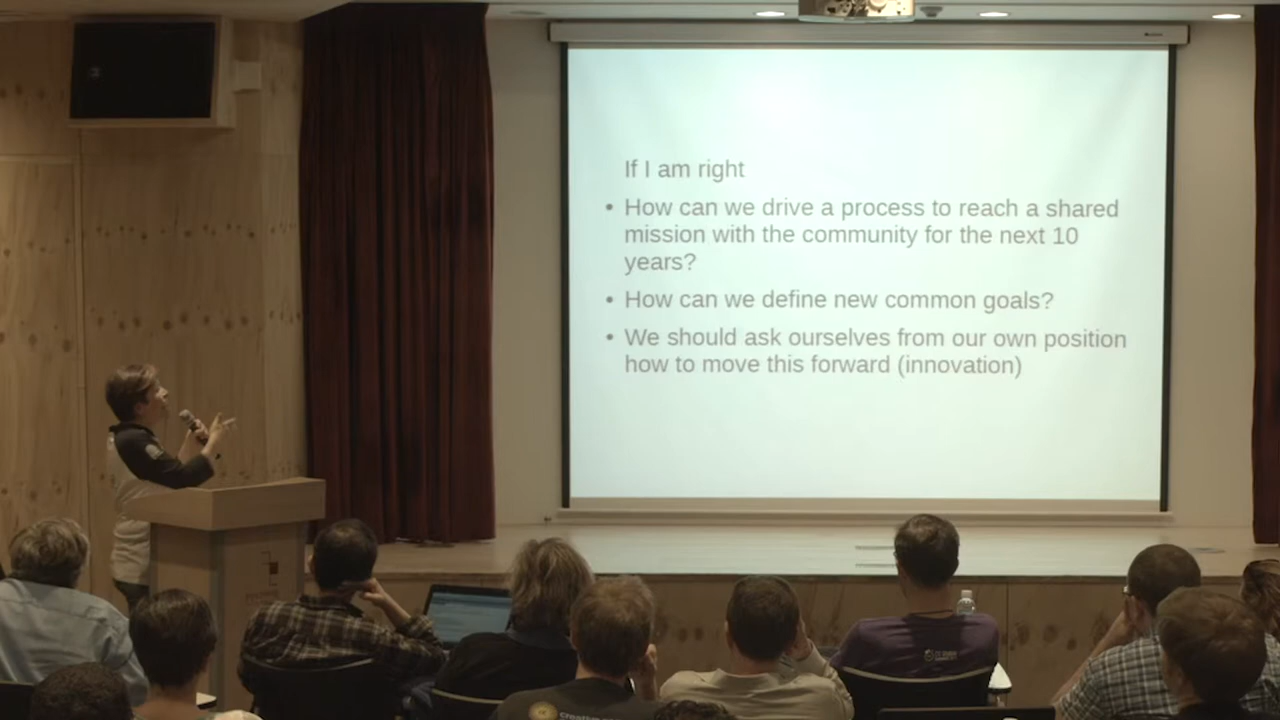 If I am right
• How can we drive a process to reach a shared
mission with the community for the next 10
years?
• How can we define new common goals?
• We should ask ourselves from our own position
how to move this forward (innovation)